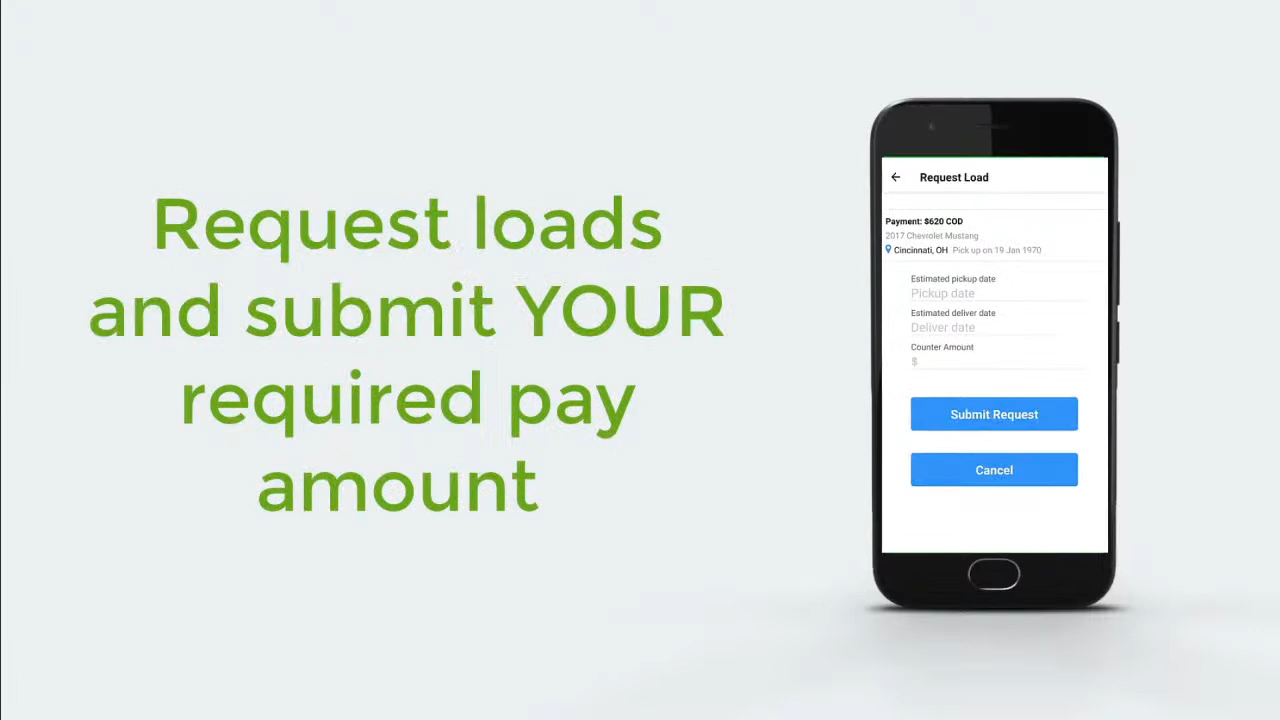 Request loads
and submit YOUR
required pay
amount
Request Load
Payment: $620 COD
2017 Chevrolet Mustang
Cincinnati, OH Pick up on 19 Jan 1970
Estimated pickup date
Pickup date
Estimated deliver date
Deliver date
Counter Amount
$
Submit Request
Cancel